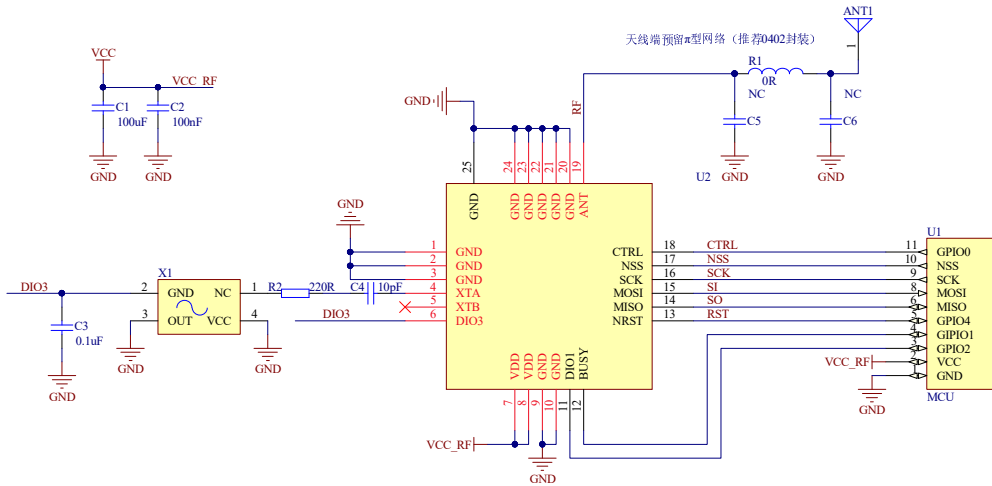 ANT1
天线端预留π型网络（推荐0402封装）
1
VCC
VCC_RF
C1
100uF
C2
100nF
GND
GND
R1
0R
NC
NC
C5
C6
GND
GND
RF
GND
25
24
23
22
21
20
19
U2
GND
GND
GND
GND
GND
GND
ANT
GND
1 GND
2 GND
3 GND
4 XTA
5 XTB
6 DIO3
CTRL 18 CTRL
NSS 17 NSS
SCK 16 SCK
MOSI 15 SI
MISO 14 SO
NRST 13 RST
U1
11 GPIO0
10 NSS
9 SCK
8 MOSI
6 MISO
5 GPIO4
4 GIPIO1
3 GPIO2
2 VCC
1 GND
MCU
VCC_RF
GND
DIO3
C3
0.1uF
GND
X1
2 GND NC 1
3 OUT VCC 4
GND
GND
R2
220R
C4
10pF
DIO3
VDD
VDD
GND
GND
DIO1
BUSY
7
8
9
10
11
12
VCC_RF
GND